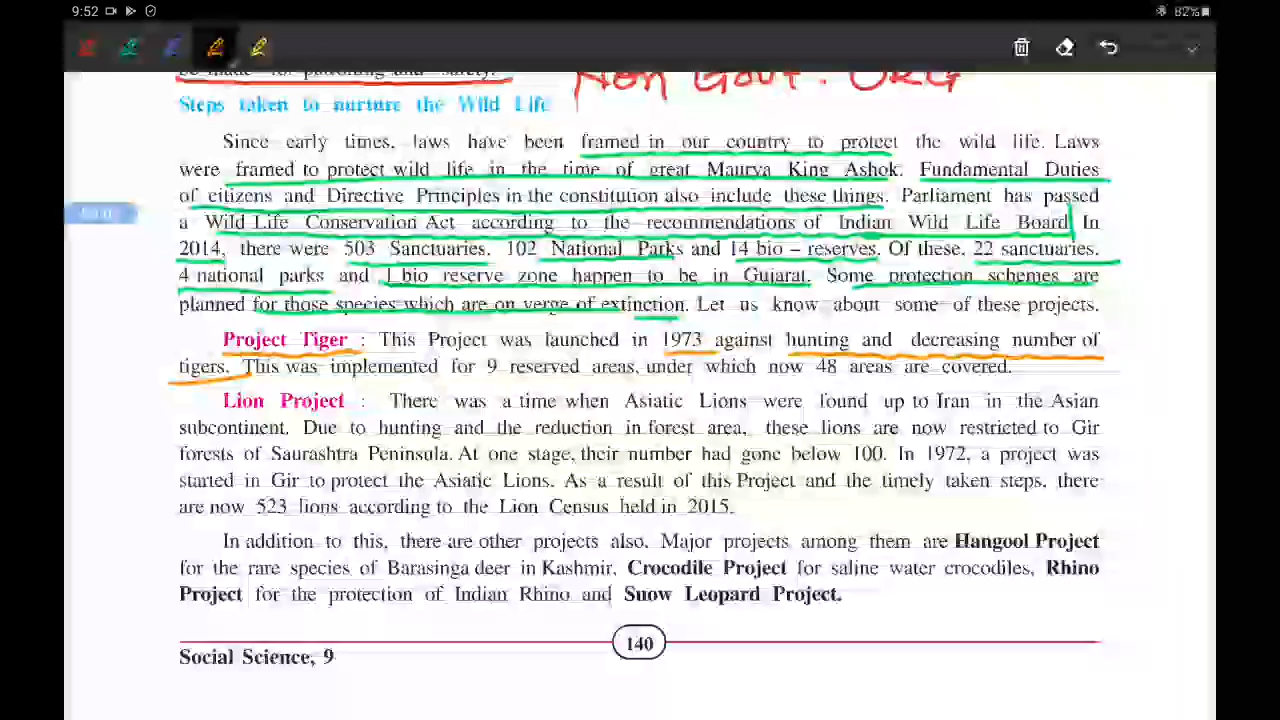 9:52
82%
be made for patrolling and safety.
Non Govt. ORG
Steps taken to nurture the Wild Life
Since early times, laws have been framed in our country to protect the wild life. Laws
were framed to protect wild life in the time of great Maurya King Ashok. Fundamental Duties
of citizens and Directive Principles in the constitution also include these things. Parliament has passed
a Wild Life Conservation Act according to the recommendations of Indian Wild Life Board. In
2014, there were 503 Sanctuaries, 102 National Parks and 14 bio – reserves. Of these, 22 sanctuaries,
4 national parks and 1 bio reserve zone happen to be in Gujarat. Some protection schemes are
planned for those species which are on verge of extinction. Let us know about some of these projects.
Project Tiger : This Project was launched in 1973 against hunting and decreasing number of
tigers. This was implemented for 9 reserved areas, under which now 48 areas are covered.
Lion Project : There was a time when Asiatic Lions were found up to Iran in the Asian
subcontinent. Due to hunting and the reduction in forest area, these lions are now restricted to Gir
forests of Saurashtra Peninsula. At one stage, their number had gone below 100. In 1972, a project was
started in Gir to protect the Asiatic Lions. As a result of this Project and the timely taken steps, there
are now 523 lions according to the Lion Census held in 2015.
In addition to this, there are other projects also. Major projects among them are Hangool Project
for the rare species of Barasinga deer in Kashmir, Crocodile Project for saline water crocodiles, Rhino
Project for the protection of Indian Rhino and Snow Leopard Project.
140
Social Science, 9